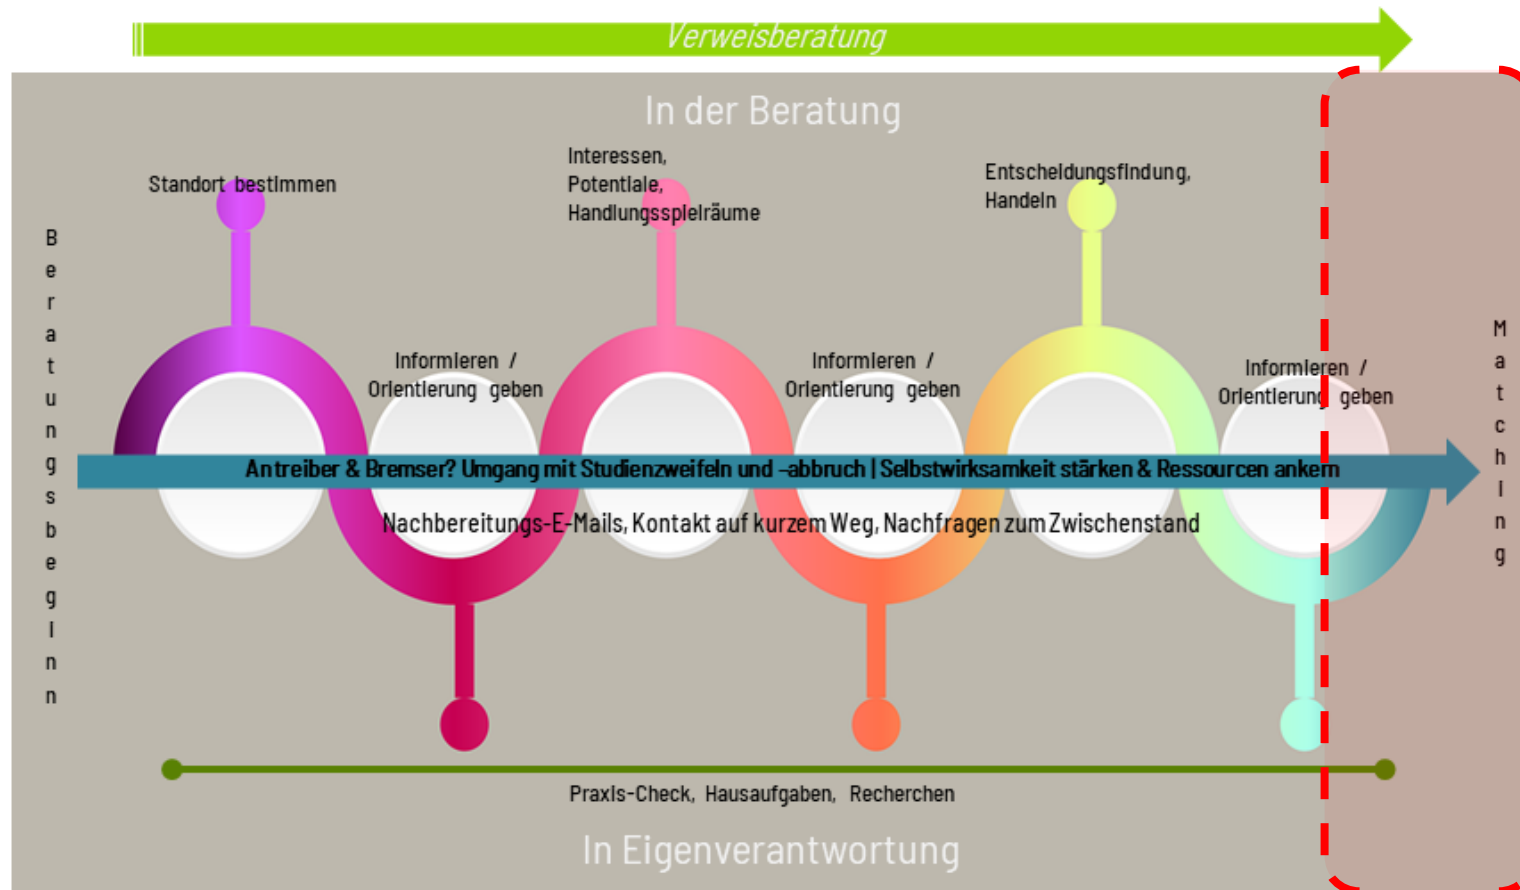 Verweisberatung
In der Beratung
Standort bestimmen
Interessen,
Potentiale,
Handlungsspielräume
Entscheidungsfindung,
Handeln
Beratungsbeginn
Informieren /
Orientierung geben
Informieren /
Orientierung geben
Informieren /
Orientierung geben
Matching
Antreiber & Bremser? Umgang mit Studienzweifeln und -abbruch | Selbstwirksamkeit stärken & Ressourcen ankern
Nachbereitungs-E-Mails, Kontakt auf kurzem Weg, Nachfragen zum Zwischenstand
Praxis-Check, Hausaufgaben, Recherchen
In Eigenverantwortung